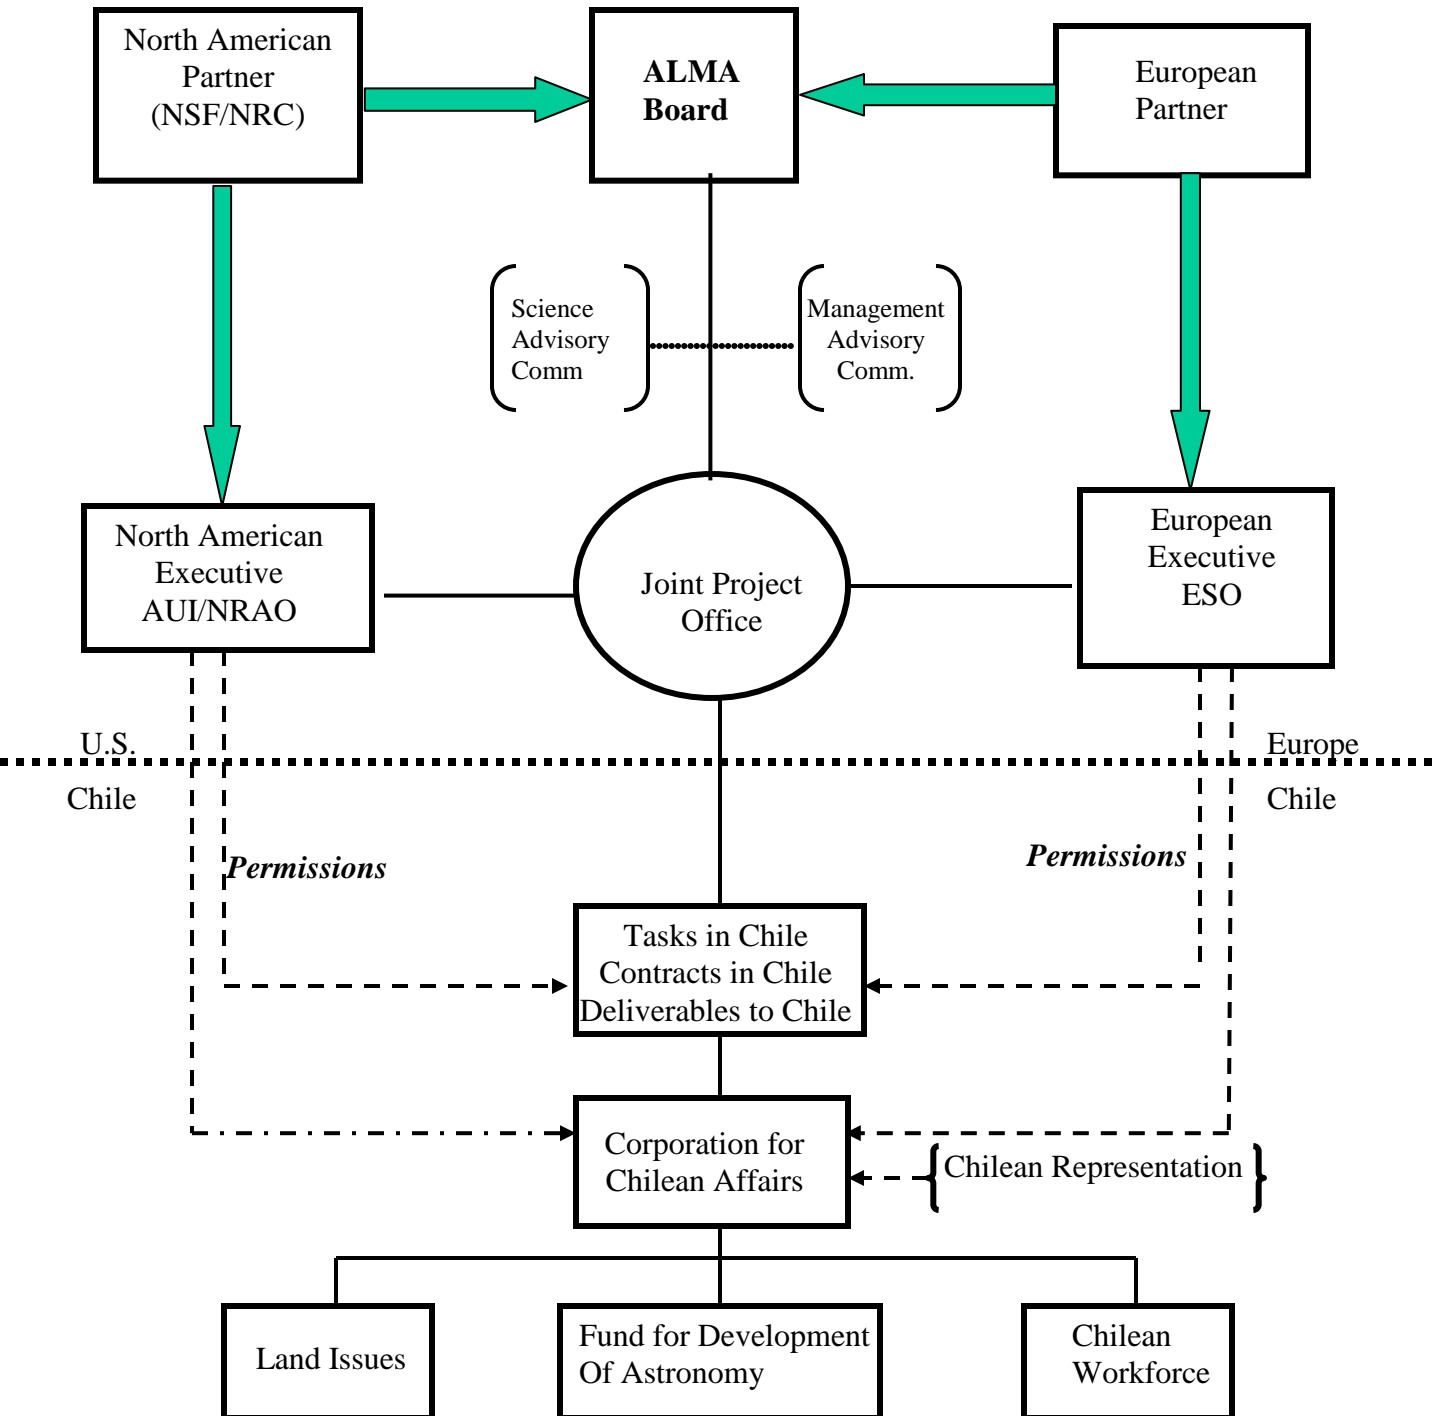 North American
Partner
(NSF/NRC)
ALMA
Board
European
Partner
Science
Advisory
Comm
Management
Advisory
Comm.
North American
Executive
AUI/NRAO
Joint Project
Office
European
Executive
ESO
U.S.
Europe
Chile
Chile
Permissions
Permissions
Tasks in Chile
Contracts in Chile
Deliverables to Chile
Corporation for
Chilean Affairs
Chilean Representation
Land Issues
Fund for Development
Of Astronomy
Chilean
Workforce